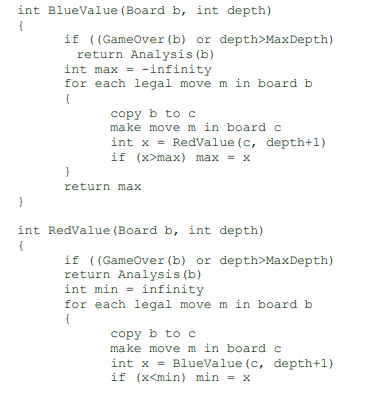 int BlueValue(Board b, int depth)
{
if ((GameOver(b) or depth>MaxDepth)
return Analysis(b)
int max = -infinity
for each legal move m in board b
{
copy b to c
make move m in board c
int x = RedValue(c, depth+1)
if (x>max) max = x
}
return max
}
int RedValue(Board b, int depth)
{
if ((GameOver(b) or depth>MaxDepth)
return Analysis(b)
int min = infinity
for each legal move m in board b
{
copy b to c
make move m in board c
int x = BlueValue(c, depth+1)
if (x<min) min = x